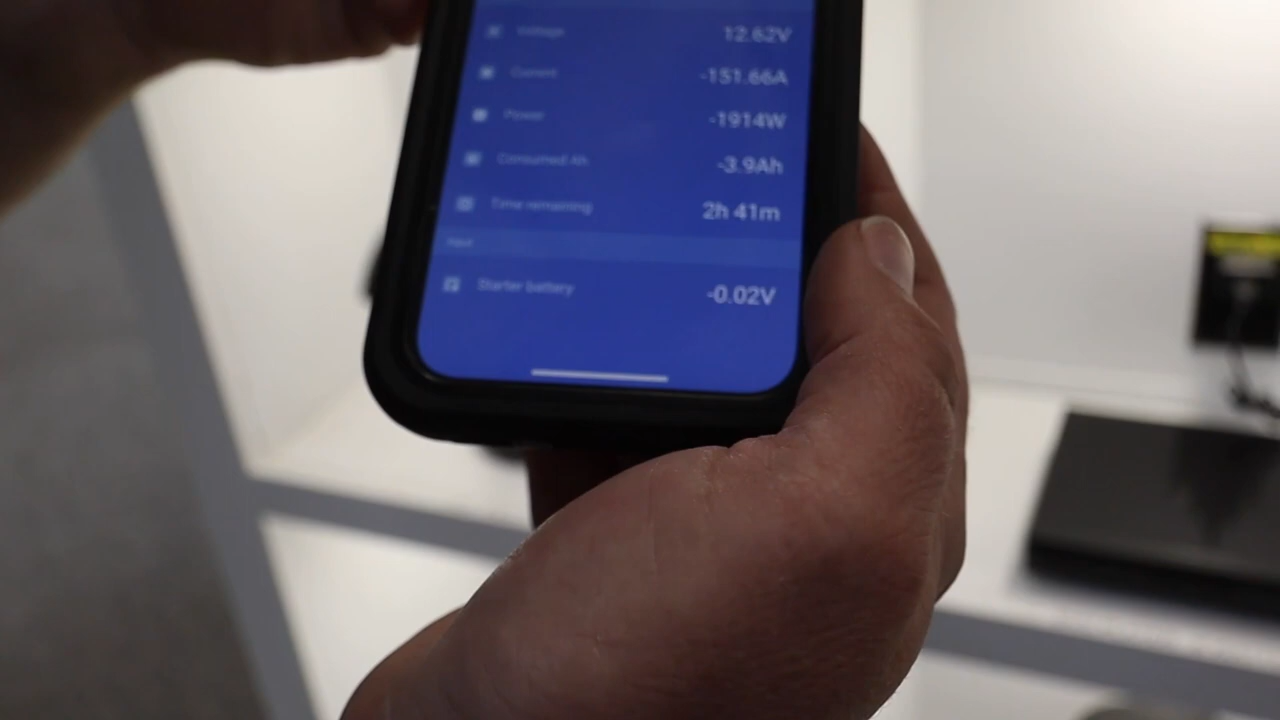 Voltage 12.62V
Current -151.66A
Power -1914W
Consumed Ah -3.9Ah
Time remaining 2h 41m
Input
Starter battery -0.02V